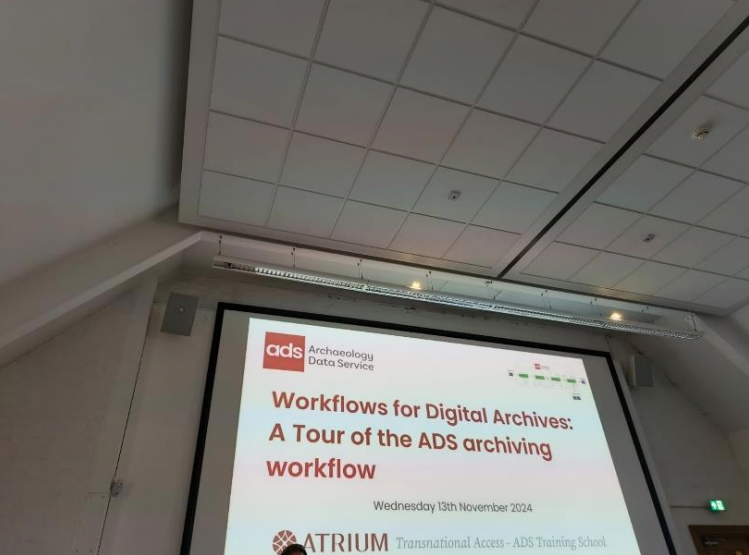 ads Archaeology
Data Service
Workflows for Digital Archives:
A Tour of the ADS archiving
workflow
Wednesday 13th November 2024
ATRIUM Transnational Access - ADS Training School